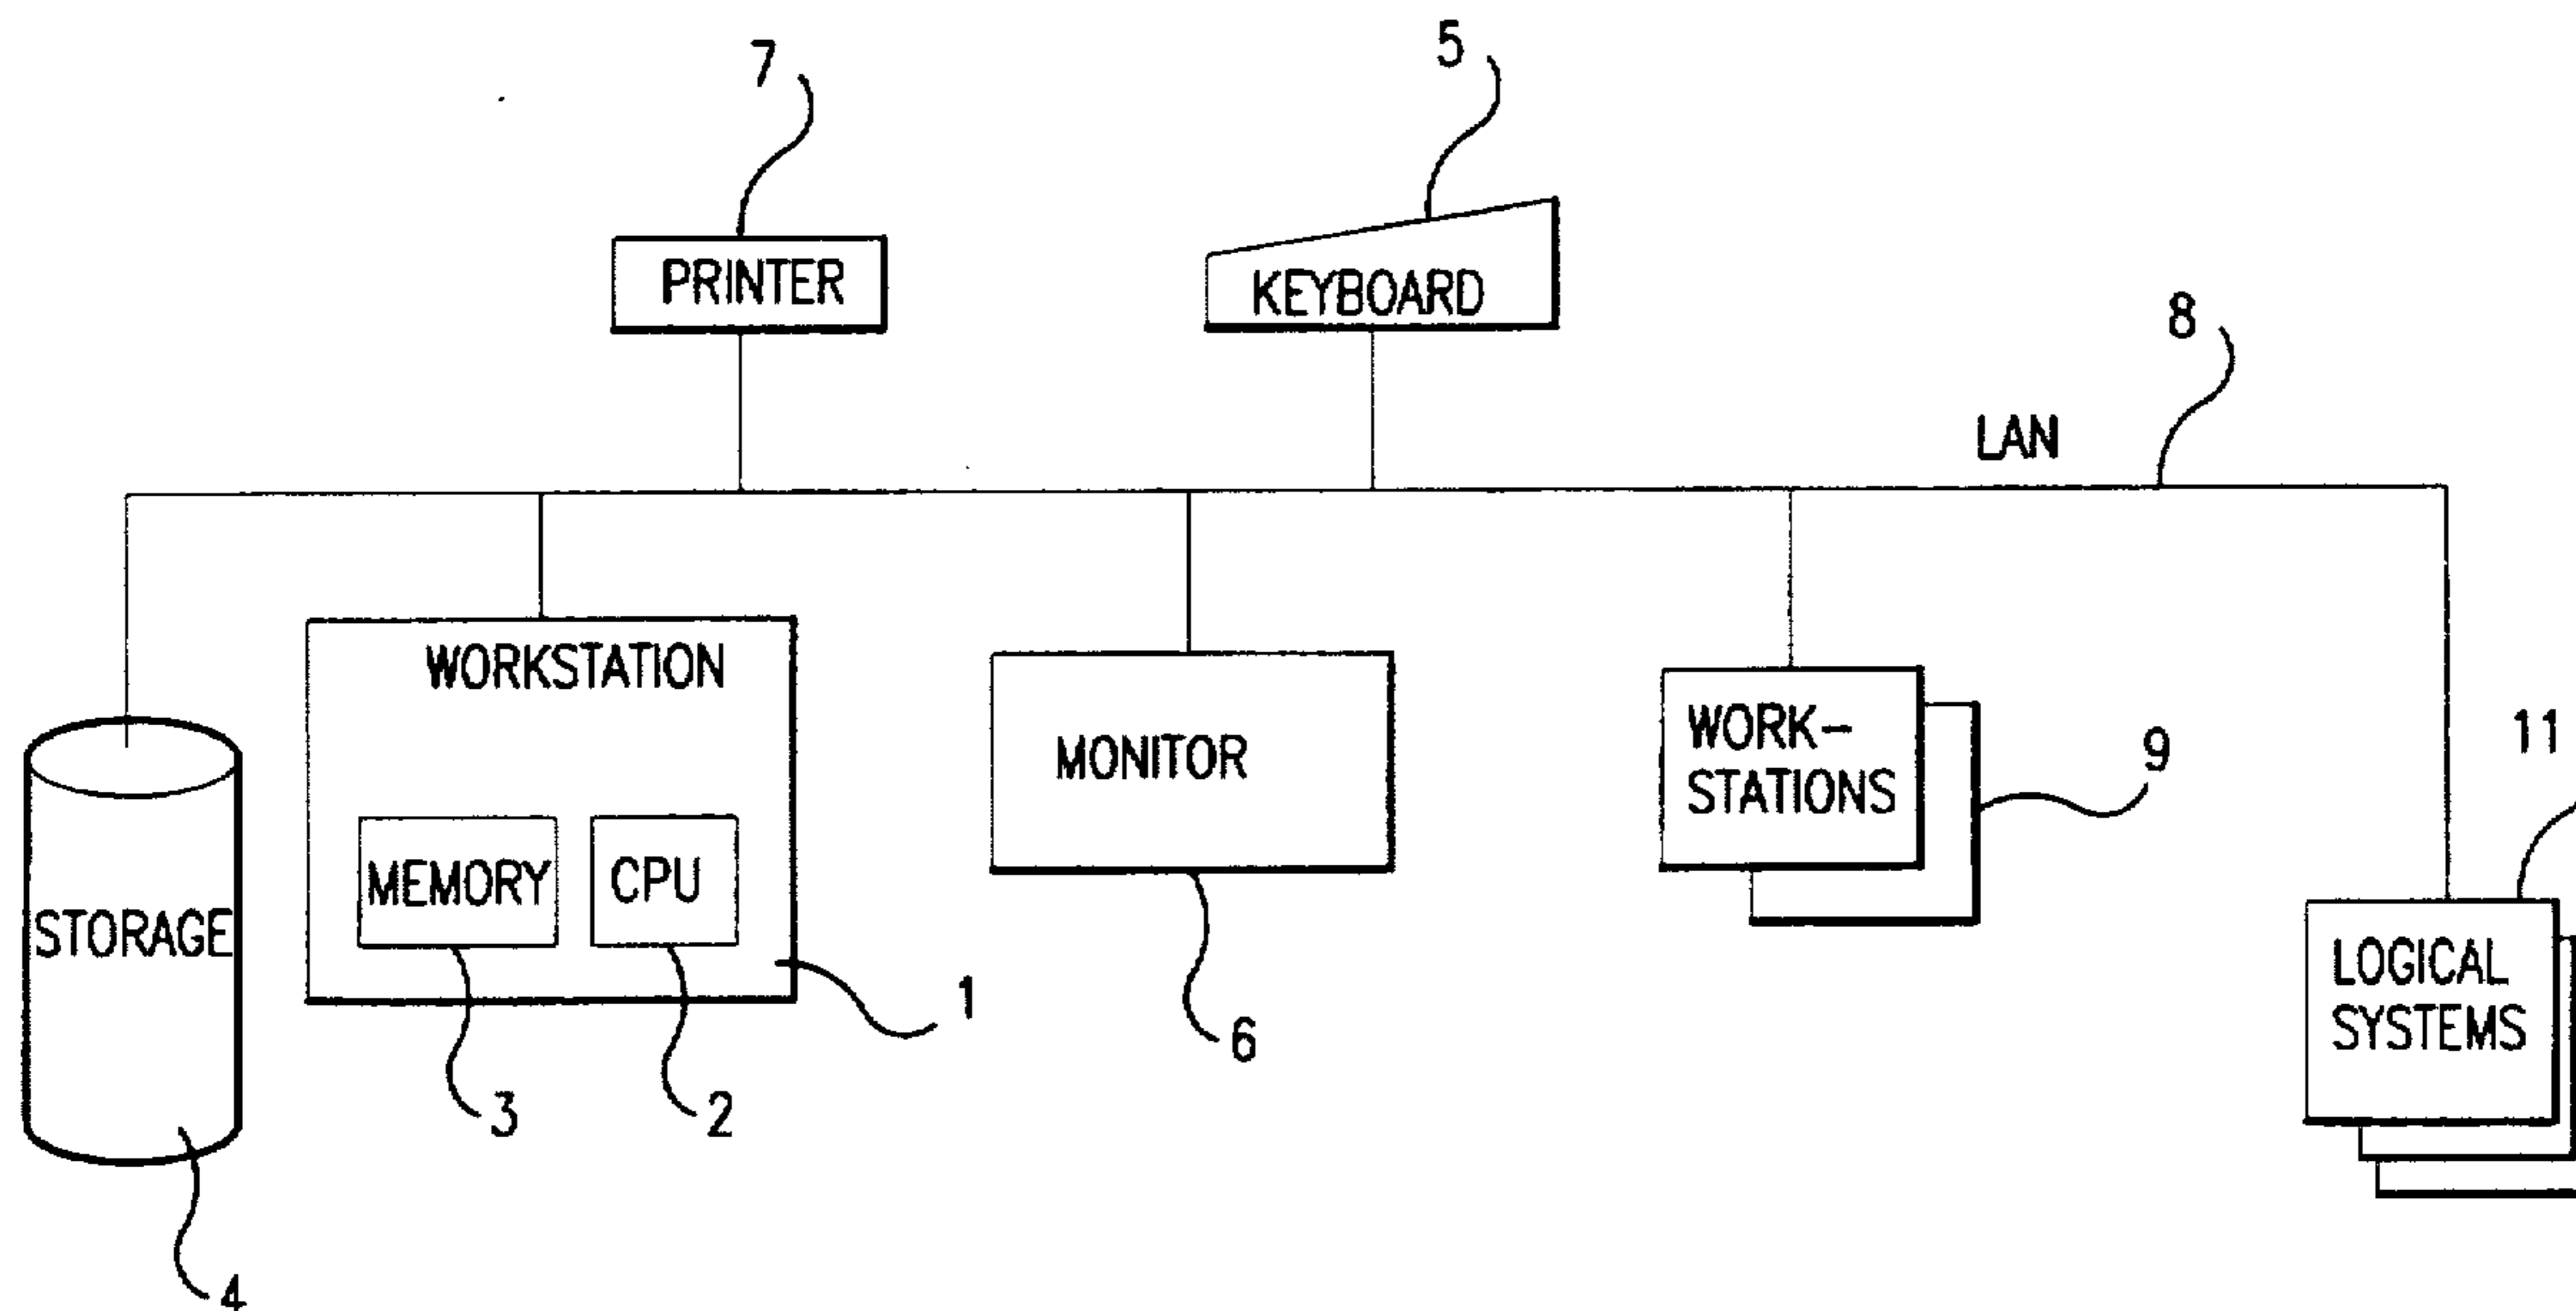 7
5
PRINTER
KEYBOARD
8
LAN
WORKSTATION
MONITOR
WORK-
STATIONS
9
11
STORAGE
MEMORY
CPU
LOGICAL
SYSTEMS
1
6
3
2
4